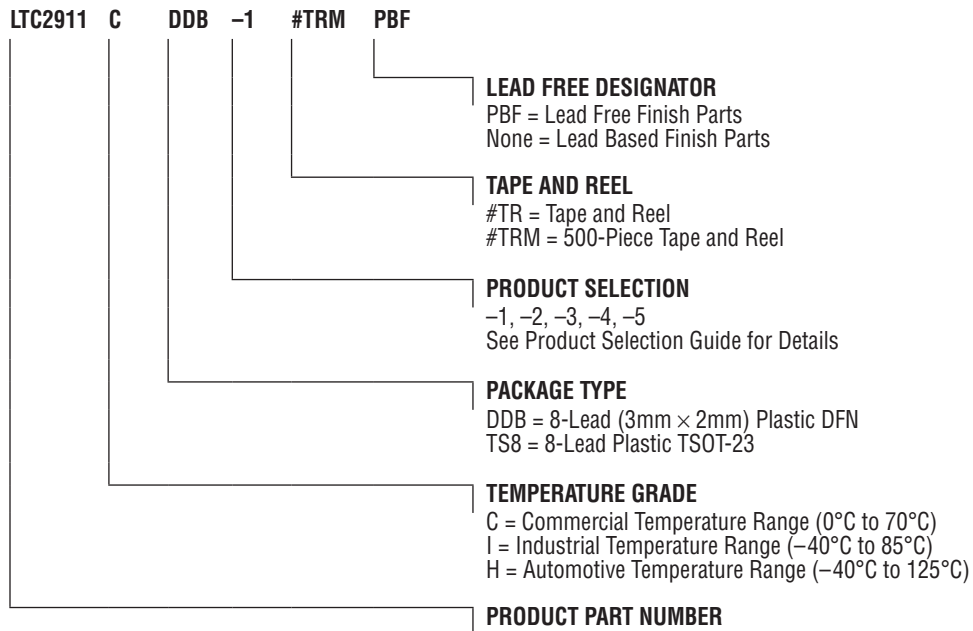 LTC2911 C DDB –1 #TRM PBF
LEAD FREE DESIGNATOR
PBF = Lead Free Finish Parts
None = Lead Based Finish Parts
TAPE AND REEL
#TR = Tape and Reel
#TRM = 500-Piece Tape and Reel
PRODUCT SELECTION
–1, –2, –3, –4, –5
See Product Selection Guide for Details
PACKAGE TYPE
DDB = 8-Lead (3mm × 2mm) Plastic DFN
TS8 = 8-Lead Plastic TSOT-23
TEMPERATURE GRADE
C = Commercial Temperature Range (0°C to 70°C)
I = Industrial Temperature Range (–40°C to 85°C)
H = Automotive Temperature Range (–40°C to 125°C)
PRODUCT PART NUMBER